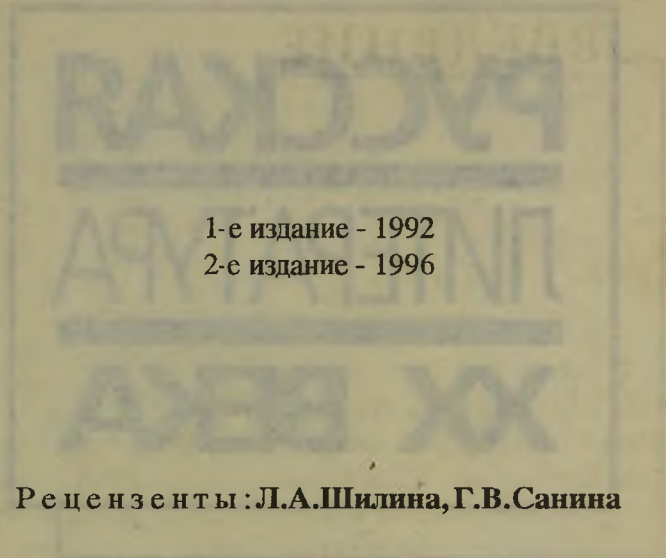 РУССКАЯ
ЛИТЕРАТУРА
XX ВЕКА
1-е издание - 1992
2-е издание - 1996
Рецензенты: Л.А.Шилина, Г.В.Санина